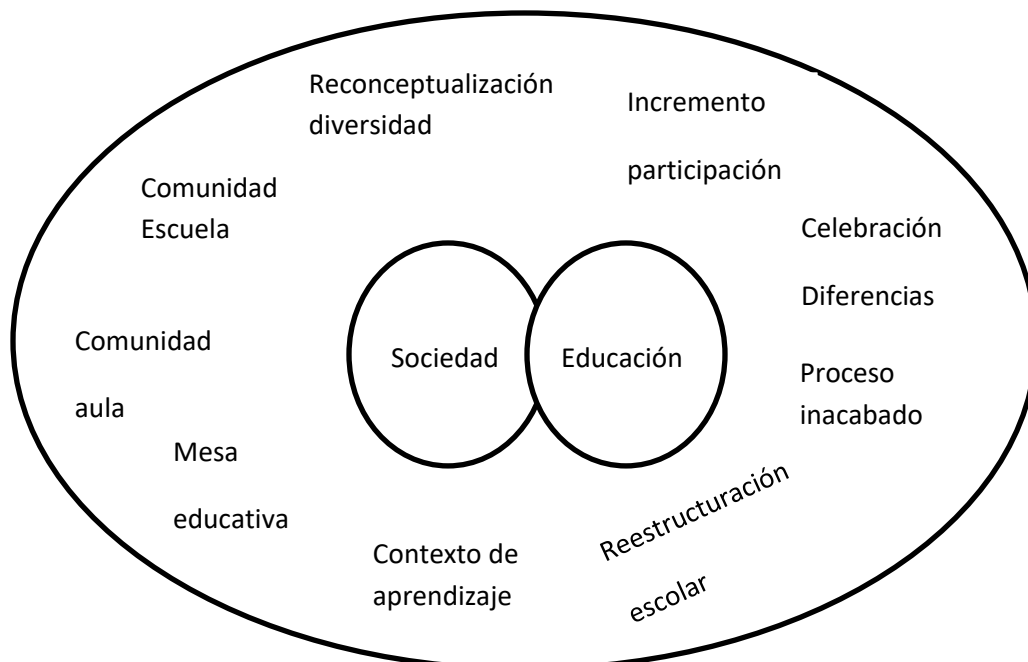 Reconceptualización
diversidad
Incremento
participación
Comunidad
Escuela
Celebración
Diferencias
Comunidad
aula
Sociedad
Educación
Proceso
inacabado
Mesa
educativa
Contexto de
aprendizaje
Reestructuración
escolar